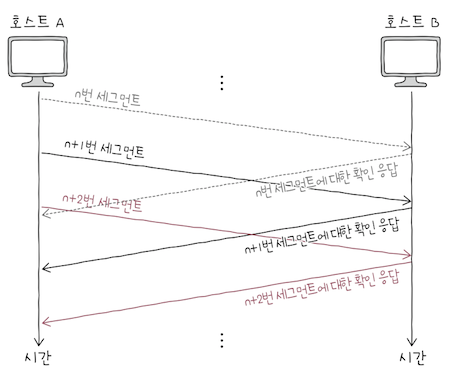 호스트 A
호스트 B
⋮
n번 세그먼트
n+1번 세그먼트
n번 세그먼트에 대한 확인 응답
n+2번 세그먼트
n+1번 세그먼트에 대한 확인 응답
n+2번 세그먼트에 대한 확인 응답
⋮
시간
시간